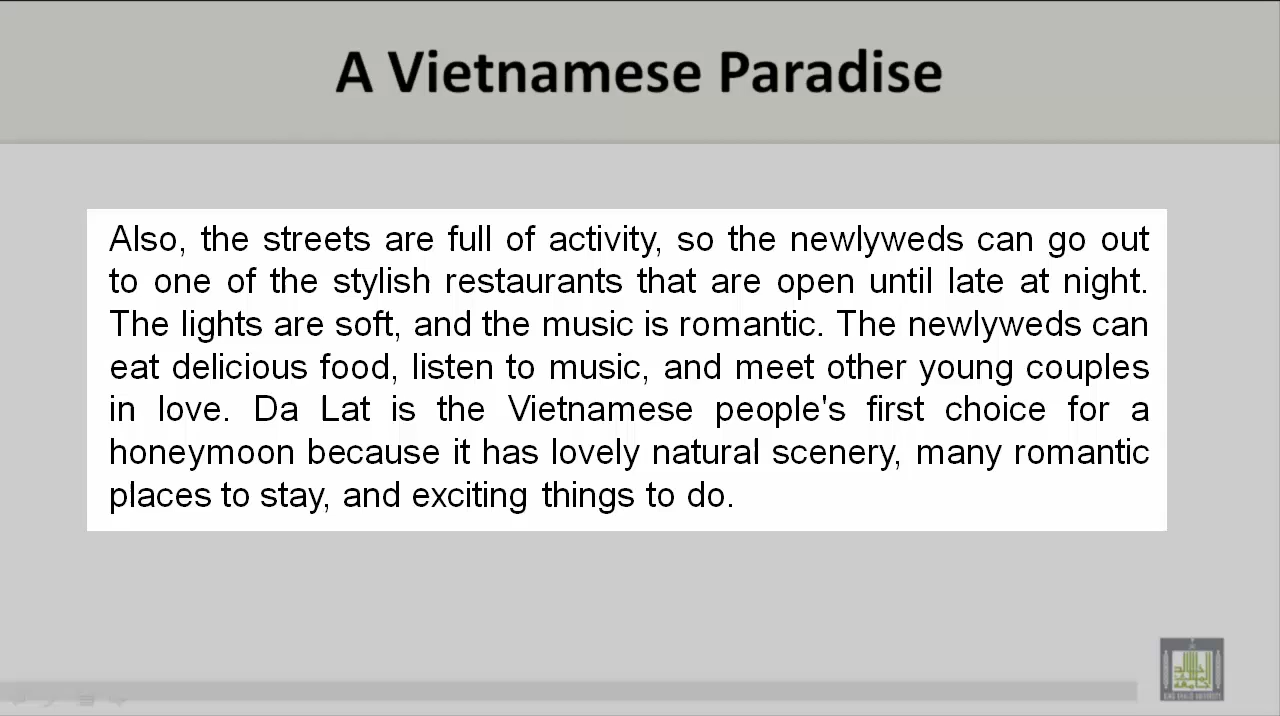 A Vietnamese Paradise
Also, the streets are full of activity, so the newlyweds can go out
to one of the stylish restaurants that are open until late at night.
The lights are soft, and the music is romantic. The newlyweds can
eat delicious food, listen to music, and meet other young couples
in love. Da Lat is the Vietnamese people's first choice for a
honeymoon because it has lovely natural scenery, many romantic
places to stay, and exciting things to do.
KING KHALID UNIVERSITY